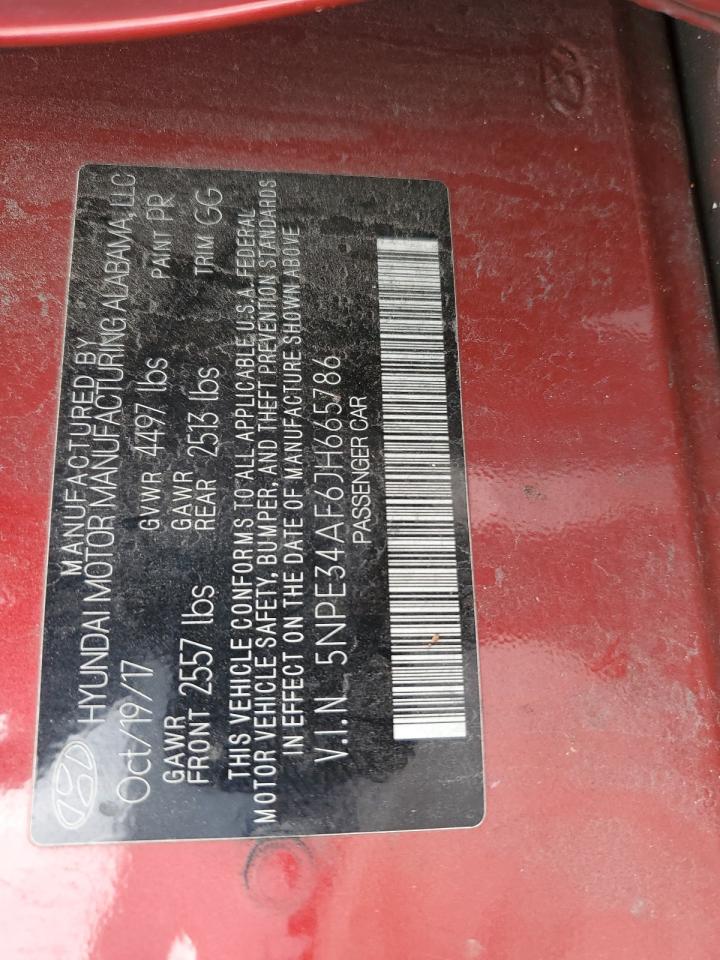 MANUFACTURED BY
HYUNDAI MOTOR MANUFACTURING ALABAMA, LLC
Oct/19/17 GVWR 4497 lbs PAINT PR
GAWR FRONT 2557 lbs GAWR REAR 2513 lbs TRIM GG
THIS VEHICLE CONFORMS TO ALL APPLICABLE U.S.A. FEDERAL
MOTOR VEHICLE SAFETY, BUMPER, AND THEFT PREVENTION STANDARDS
IN EFFECT ON THE DATE OF MANUFACTURE SHOWN ABOVE
V.I.N. 5NPE34AF6JH665786
PASSENGER CAR